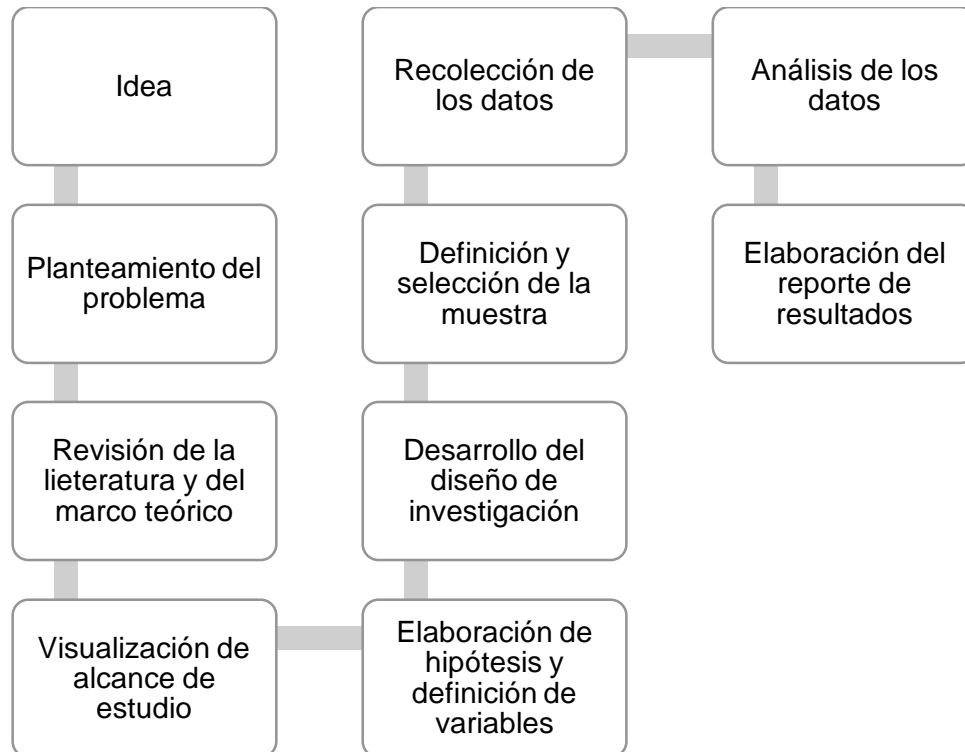 Idea
Planteamiento del
problema
Revisión de la
lieteratura y del
marco teórico
Visualización de
alcance de
estudio
Elaboración de
hipótesis y
definición de
variables
Desarrollo del
diseño de
investigación
Definición y
selección de la
muestra
Recolección de
los datos
Análisis de los
datos
Elaboración del
reporte de
resultados